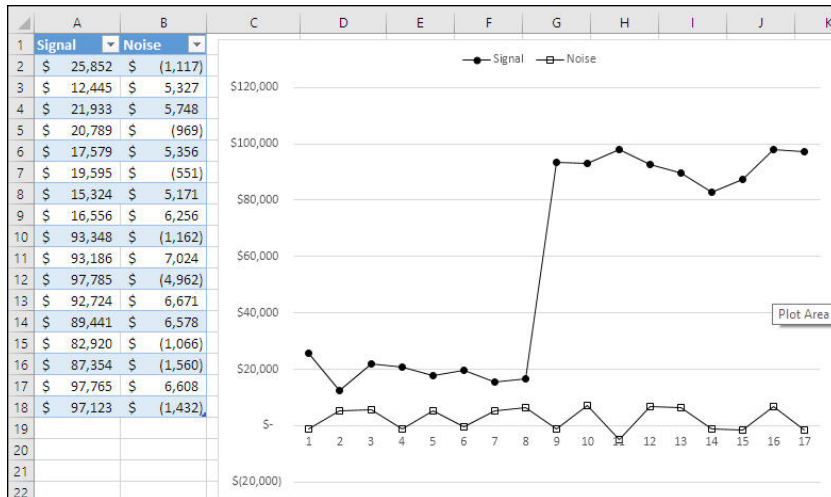 A B C D E F G H I J K
1 Signal Noise
2 $ 25,852 $ (1,117)
3 $ 12,445 $ 5,327
4 $ 21,933 $ 5,748
5 $ 20,789 $ (969)
6 $ 17,579 $ 5,356
7 $ 19,595 $ (551)
8 $ 15,324 $ 5,171
9 $ 16,556 $ 6,256
10 $ 93,348 $ (1,162)
11 $ 93,186 $ 7,024
12 $ 97,785 $ (4,962)
13 $ 92,724 $ 6,671
14 $ 89,441 $ 6,578
15 $ 82,920 $ (1,066)
16 $ 87,354 $ (1,560)
17 $ 97,765 $ 6,608
18 $ 97,123 $ (1,432)
19
20
21
22
Signal Noise
$120,000
$100,000
$80,000
$60,000
$40,000
$20,000
$-
$(20,000)
1 2 3 4 5 6 7 8 9 10 11 12 13 14 15 16 17
Plot Area